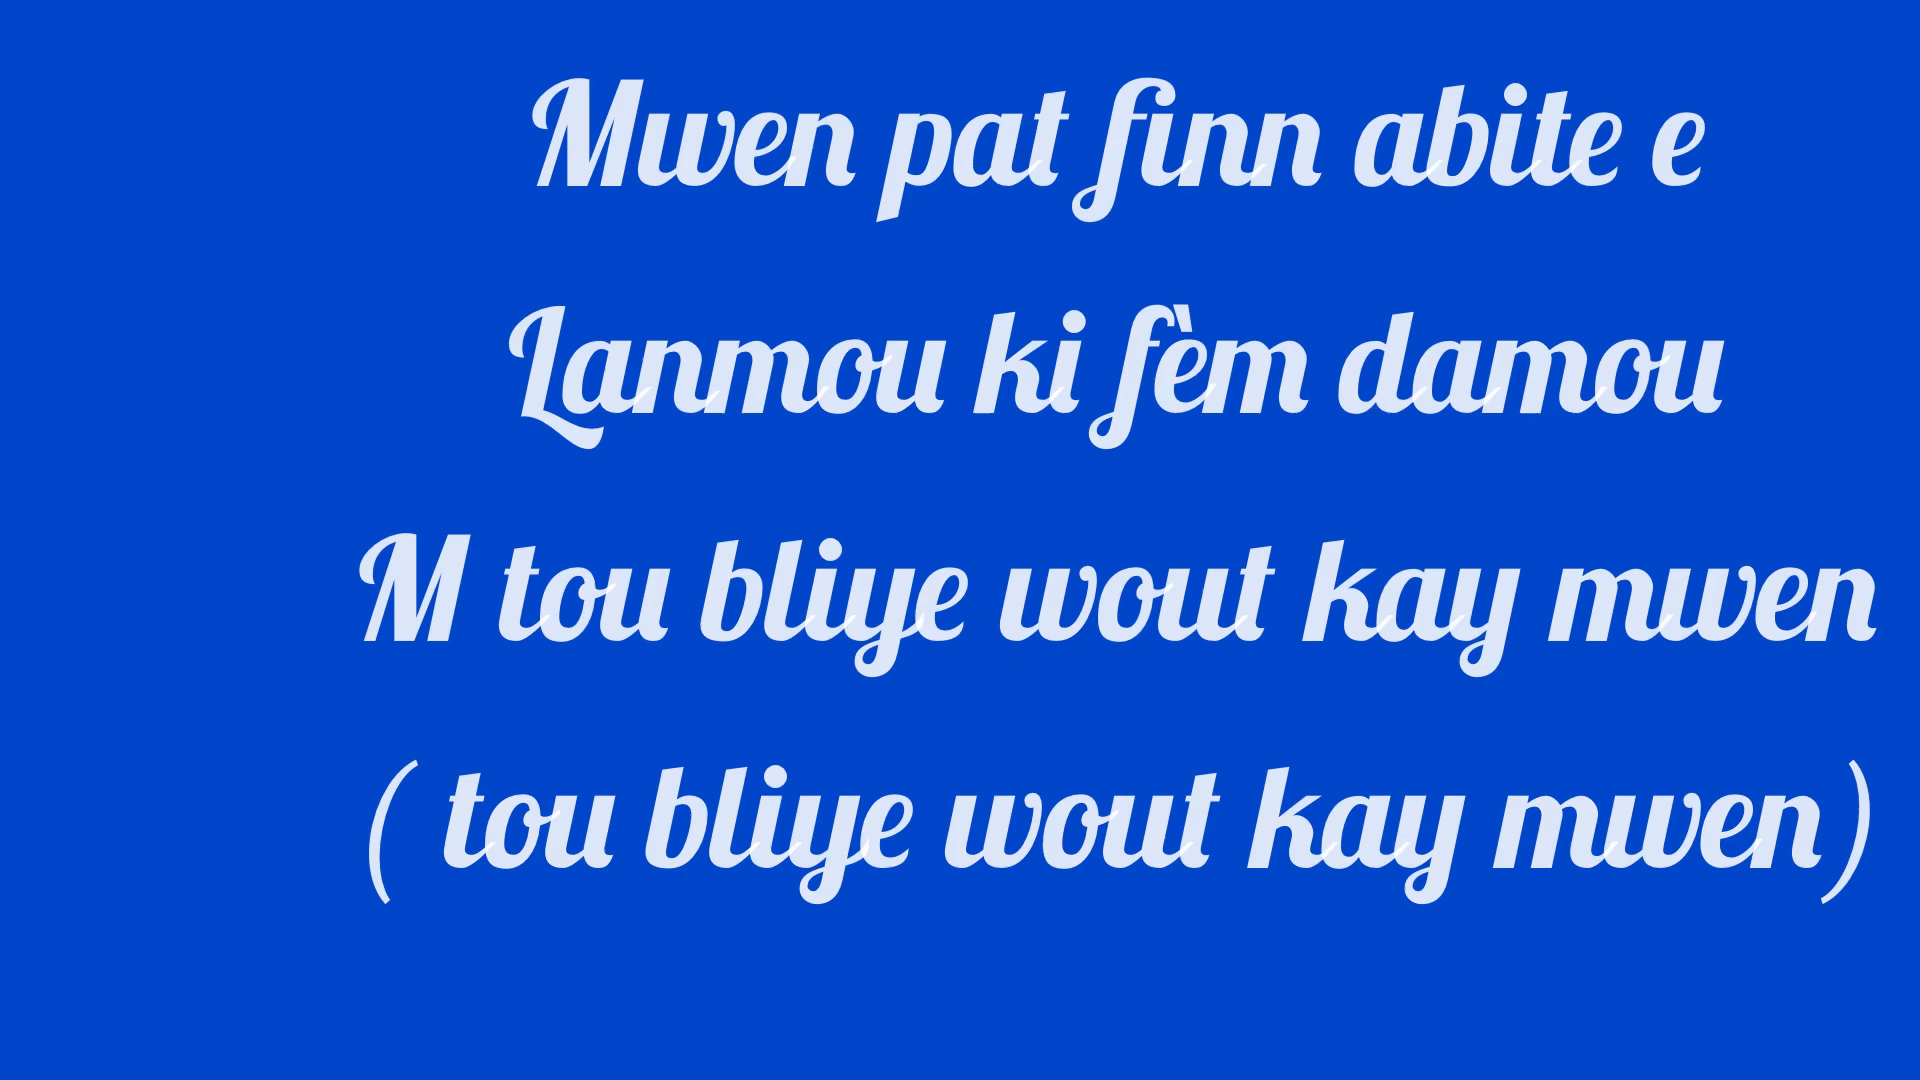 Mwen pat finn abite e
Lanmou ki fèm damou
M tou bliye wout kay mwen
( tou bliye wout kay mwen)